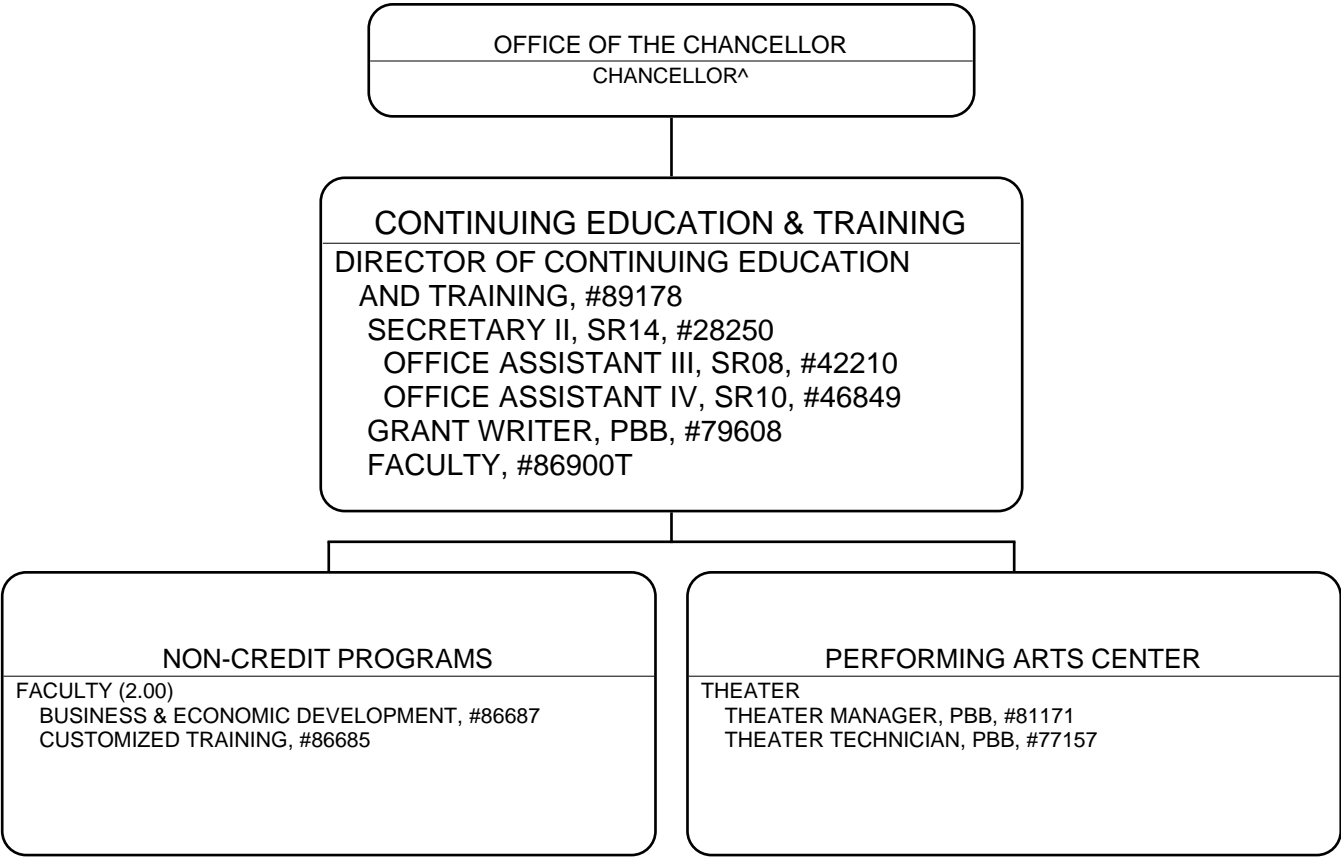 OFFICE OF THE CHANCELLOR
CHANCELLOR^
CONTINUING EDUCATION & TRAINING
DIRECTOR OF CONTINUING EDUCATION
AND TRAINING, #89178
SECRETARY II, SR14, #28250
OFFICE ASSISTANT III, SR08, #42210
OFFICE ASSISTANT IV, SR10, #46849
GRANT WRITER, PBB, #79608
FACULTY, #86900T
NON-CREDIT PROGRAMS
FACULTY (2.00)
BUSINESS & ECONOMIC DEVELOPMENT, #86687
CUSTOMIZED TRAINING, #86685
PERFORMING ARTS CENTER
THEATER
THEATER MANAGER, PBB, #81171
THEATER TECHNICIAN, PBB, #77157